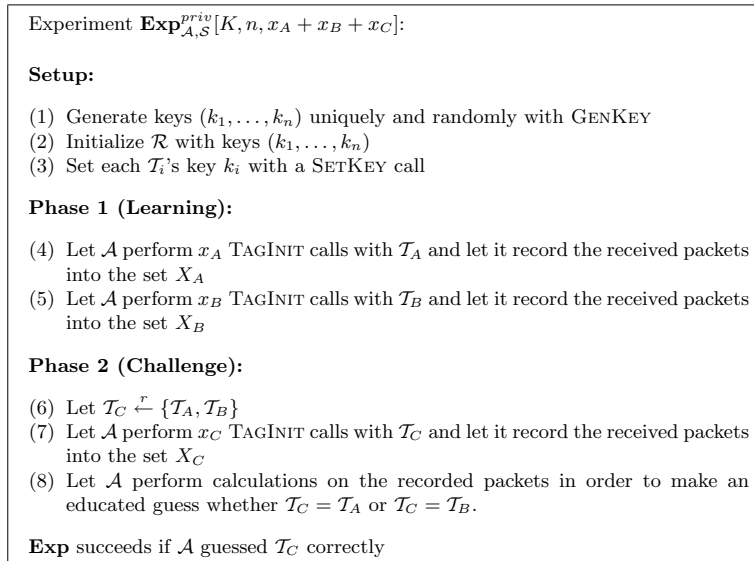 Experiment Exp^{priv}_{𝒜,𝒮}[K, n, x_A + x_B + x_C]:
Setup:
(1) Generate keys (k_1, …, k_n) uniquely and randomly with GENKEY
(2) Initialize ℛ with keys (k_1, …, k_n)
(3) Set each 𝒯_i's key k_i with a SETKEY call
Phase 1 (Learning):
(4) Let 𝒜 perform x_A TAGINIT calls with 𝒯_A and let it record the received packets
into the set X_A
(5) Let 𝒜 perform x_B TAGINIT calls with 𝒯_B and let it record the received packets
into the set X_B
Phase 2 (Challenge):
(6) Let 𝒯_C ←^r {𝒯_A, 𝒯_B}
(7) Let 𝒜 perform x_C TAGINIT calls with 𝒯_C and let it record the received packets
into the set X_C
(8) Let 𝒜 perform calculations on the recorded packets in order to make an
educated guess whether 𝒯_C = 𝒯_A or 𝒯_C = 𝒯_B.
Exp succeeds if 𝒜 guessed 𝒯_C correctly